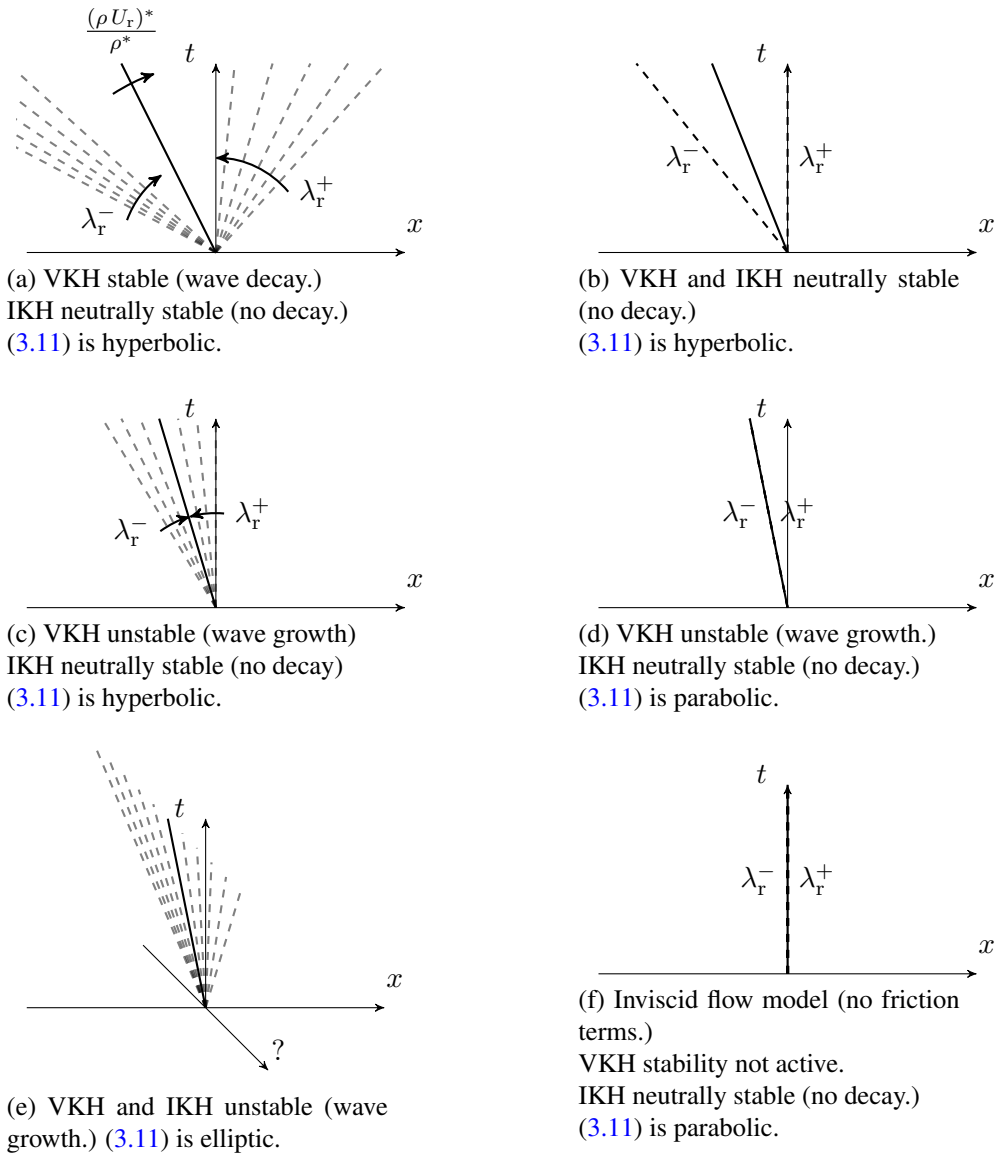 (ρ U_r)* / ρ*
t
λ_r^-
λ_r^+
x
(a) VKH stable (wave decay.)
IKH neutrally stable (no decay.)
(3.11) is hyperbolic.
t
λ_r^-
λ_r^+
x
(b) VKH and IKH neutrally stable
(no decay.)
(3.11) is hyperbolic.
t
λ_r^-
λ_r^+
x
(c) VKH unstable (wave growth)
IKH neutrally stable (no decay)
(3.11) is hyperbolic.
t
λ_r^-
λ_r^+
x
(d) VKH unstable (wave growth.)
IKH neutrally stable (no decay.)
(3.11) is parabolic.
t
x
?
(e) VKH and IKH unstable (wave
growth.) (3.11) is elliptic.
t
λ_r^-
λ_r^+
x
(f) Inviscid flow model (no friction
terms.)
VKH stability not active.
IKH neutrally stable (no decay.)
(3.11) is parabolic.